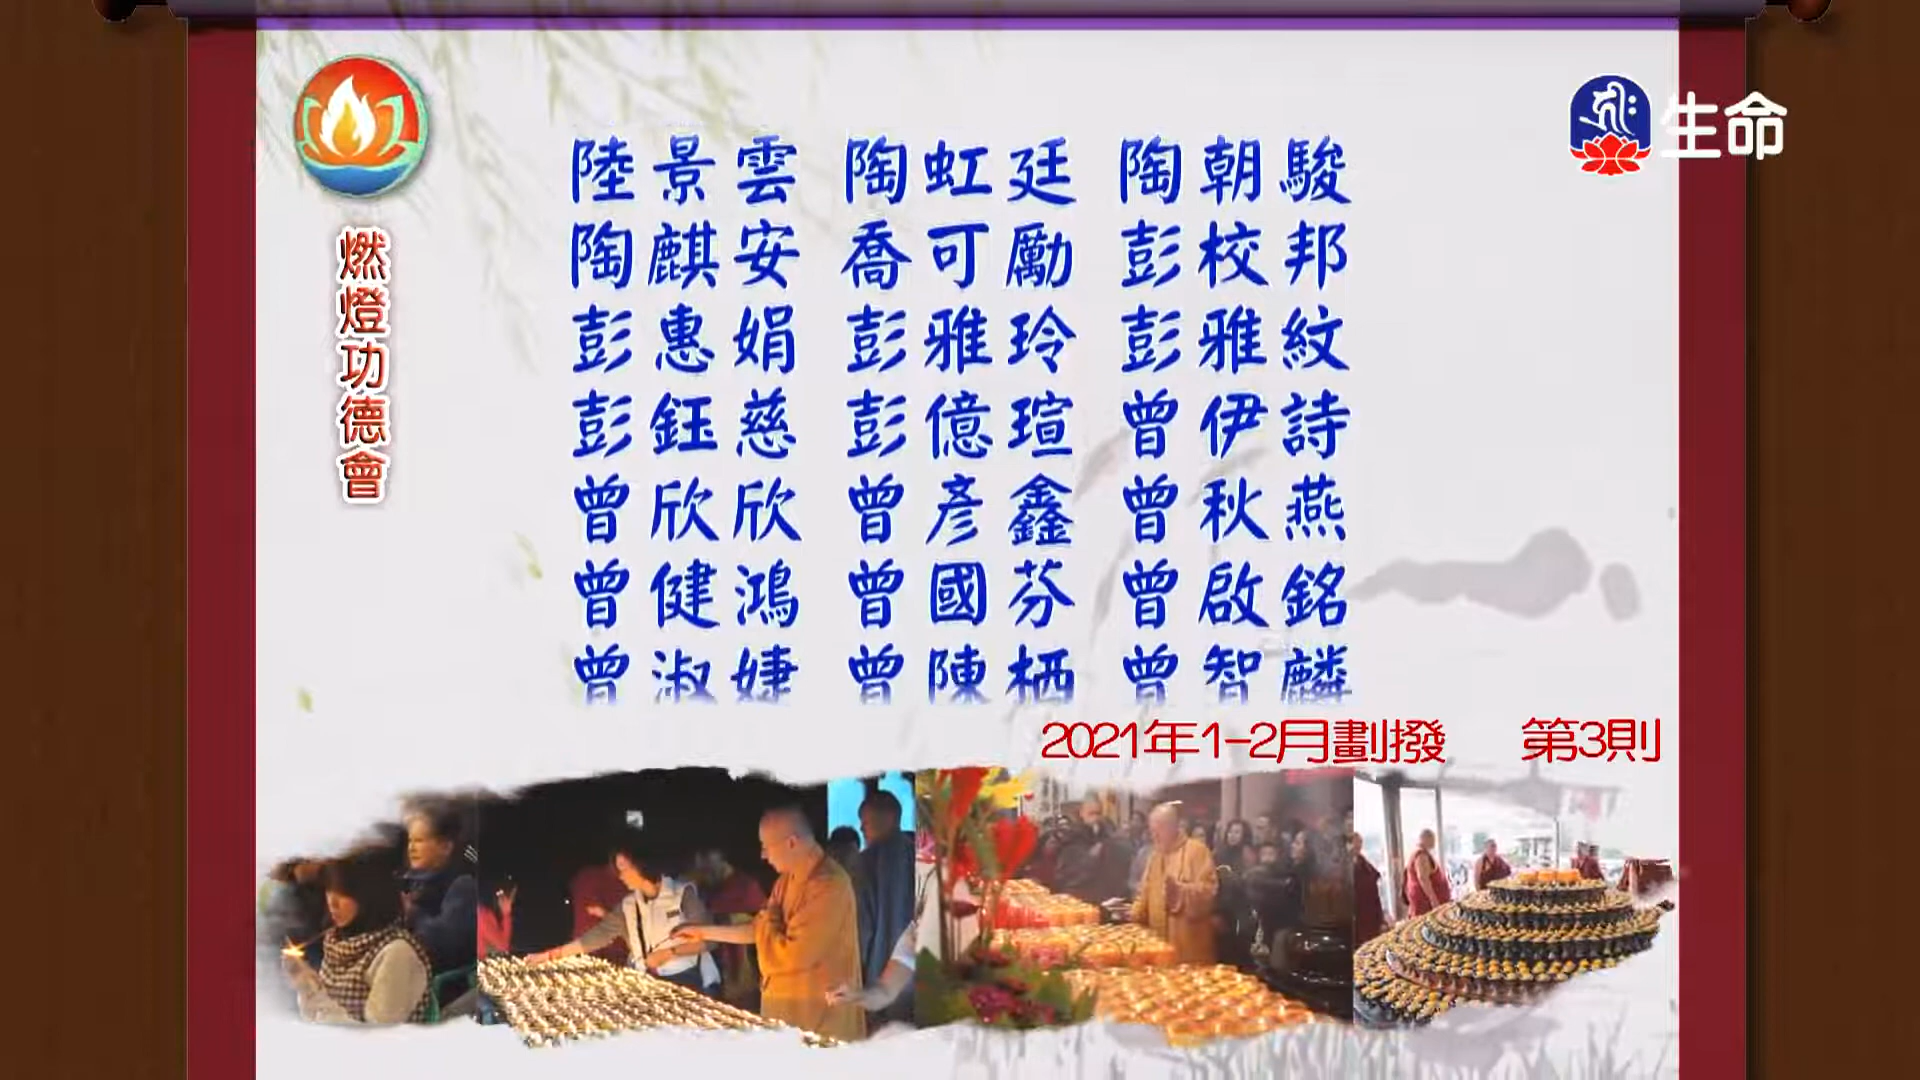 生命
燃燈功德會
陸景雲 陶虹廷 陶朝駿
陶麒安 喬可勵 彭校邦
彭惠娟 彭雅玲 彭雅紋
彭鈺慈 彭億瑄 曾伊詩
曾欣欣 曾彥鑫 曾秋燕
曾健鴻 曾國芬 曾啟銘
曾淑婕 曾陳栖 曾智麟
2021年1-2月劃撥 第3則